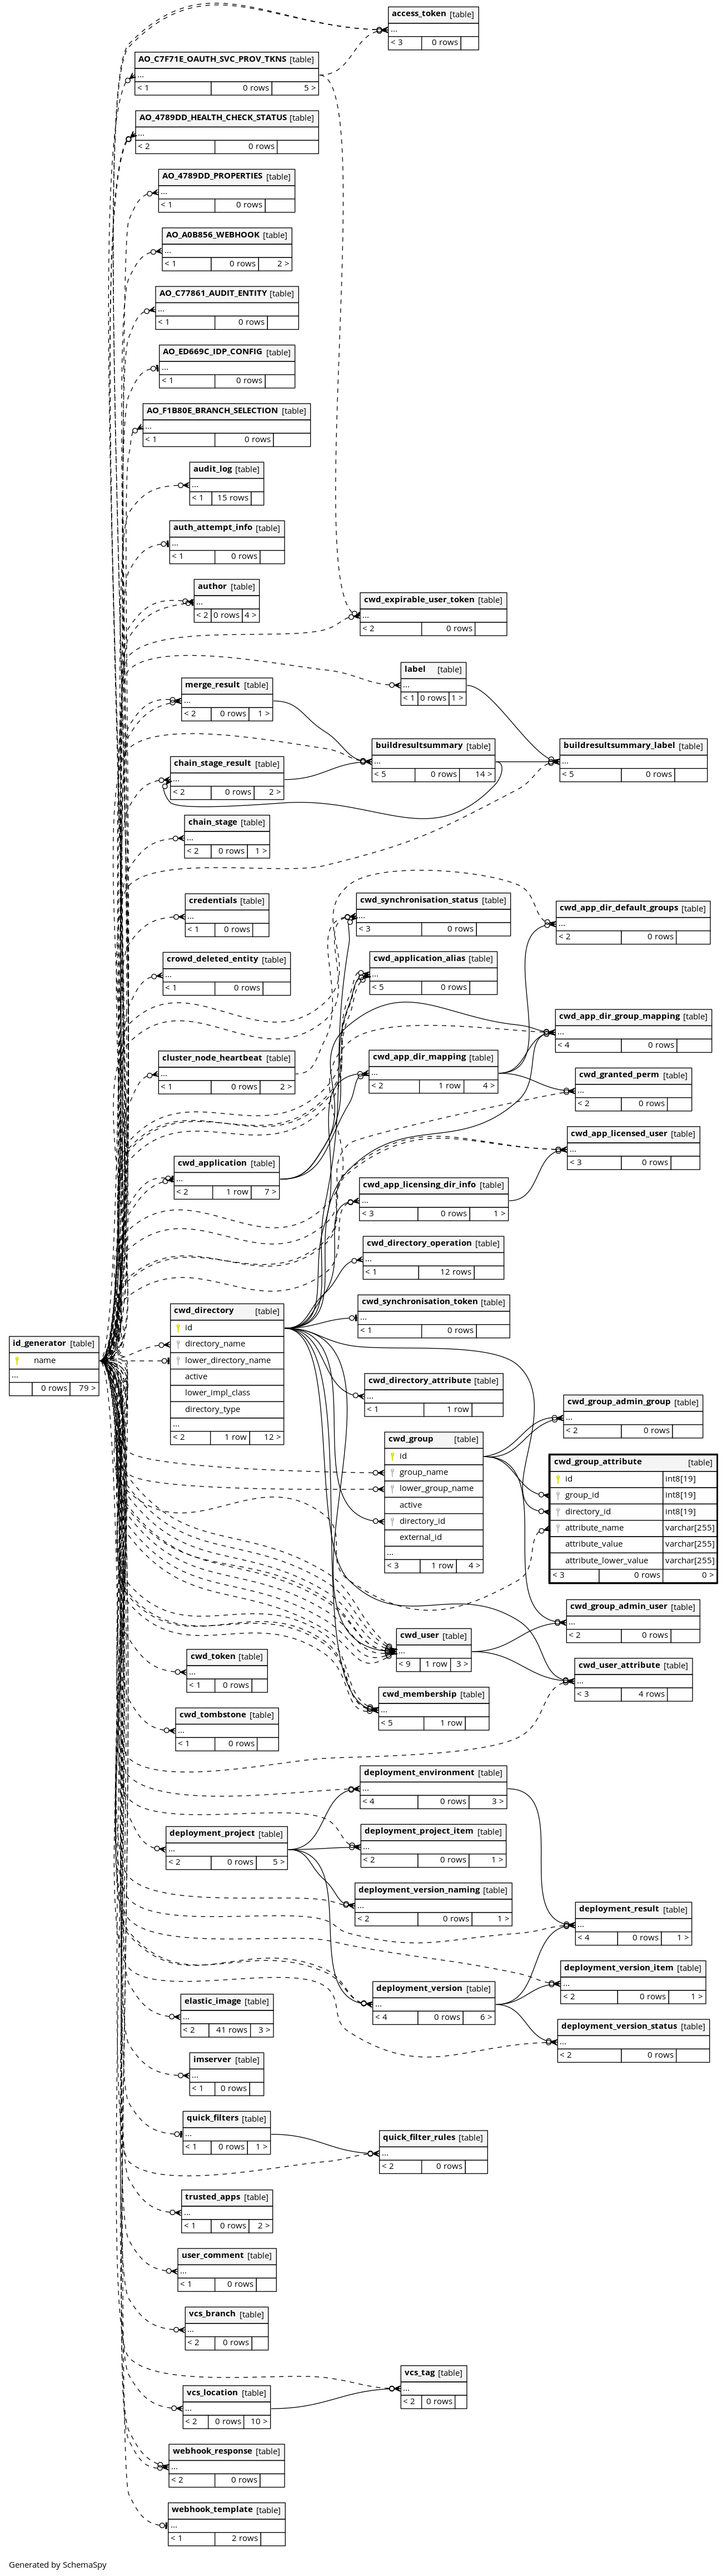 access_token [table]
...
< 3 0 rows
AO_C7F71E_OAUTH_SVC_PROV_TKNS [table]
...
< 1 0 rows 5 >
AO_4789DD_HEALTH_CHECK_STATUS [table]
...
< 2 0 rows
AO_4789DD_PROPERTIES [table]
...
< 1 0 rows
AO_A0B856_WEBHOOK [table]
...
< 1 0 rows 2 >
AO_C77861_AUDIT_ENTITY [table]
...
< 1 0 rows
AO_ED669C_IDP_CONFIG [table]
...
< 1 0 rows
AO_F1B80E_BRANCH_SELECTION [table]
...
< 1 0 rows
audit_log [table]
...
< 1 15 rows
auth_attempt_info [table]
...
< 1 0 rows
author [table]
...
< 2 0 rows 4 >
cwd_expirable_user_token [table]
...
< 2 0 rows
label [table]
...
< 1 0 rows 1 >
merge_result [table]
...
< 2 0 rows 1 >
buildresultsummary [table]
...
< 5 0 rows 14 >
buildresultsummary_label [table]
...
< 5 0 rows
chain_stage_result [table]
...
< 2 0 rows 2 >
chain_stage [table]
...
< 2 0 rows 1 >
credentials [table]
...
< 1 0 rows
cwd_synchronisation_status [table]
...
< 3 0 rows
cwd_app_dir_default_groups [table]
...
< 2 0 rows
crowd_deleted_entity [table]
...
< 1 0 rows
cwd_application_alias [table]
...
< 5 0 rows
cwd_app_dir_group_mapping [table]
...
< 4 0 rows
cluster_node_heartbeat [table]
...
< 1 0 rows 2 >
cwd_app_dir_mapping [table]
...
< 2 1 row 4 >
cwd_granted_perm [table]
...
< 2 0 rows
cwd_app_licensed_user [table]
...
< 3 0 rows
cwd_application [table]
...
< 2 1 row 7 >
cwd_app_licensing_dir_info [table]
...
< 3 0 rows 1 >
cwd_directory_operation [table]
...
< 1 12 rows
cwd_synchronisation_token [table]
...
< 1 0 rows
id_generator [table]
name
...
0 rows 79 >
cwd_directory [table]
id
directory_name
lower_directory_name
active
lower_impl_class
directory_type
...
< 2 1 row 12 >
cwd_directory_attribute [table]
...
< 1 1 row
cwd_group [table]
id
group_name
lower_group_name
active
directory_id
external_id
...
< 3 1 row 4 >
cwd_group_admin_group [table]
...
< 2 0 rows
cwd_group_attribute [table]
id int8[19]
group_id int8[19]
directory_id int8[19]
attribute_name varchar[255]
attribute_value varchar[255]
attribute_lower_value varchar[255]
< 3 0 rows 0 >
cwd_group_admin_user [table]
...
< 2 0 rows
cwd_user [table]
...
< 9 1 row 3 >
cwd_token [table]
...
< 1 0 rows
cwd_user_attribute [table]
...
< 3 4 rows
cwd_membership [table]
...
< 5 1 row
cwd_tombstone [table]
...
< 1 0 rows
deployment_environment [table]
...
< 4 0 rows 3 >
deployment_project [table]
...
< 2 0 rows 5 >
deployment_project_item [table]
...
< 2 0 rows 1 >
deployment_version_naming [table]
...
< 2 0 rows 1 >
deployment_result [table]
...
< 4 0 rows 1 >
deployment_version_item [table]
...
< 2 0 rows 1 >
deployment_version [table]
...
< 4 0 rows 6 >
elastic_image [table]
...
< 2 41 rows 3 >
deployment_version_status [table]
...
< 2 0 rows
imserver [table]
...
< 1 0 rows
quick_filters [table]
...
< 1 0 rows 1 >
quick_filter_rules [table]
...
< 2 0 rows
trusted_apps [table]
...
< 1 0 rows 2 >
user_comment [table]
...
< 1 0 rows
vcs_branch [table]
...
< 2 0 rows
vcs_tag [table]
...
< 2 0 rows
vcs_location [table]
...
< 2 0 rows 10 >
webhook_response [table]
...
< 2 0 rows
webhook_template [table]
...
< 1 2 rows
Generated by SchemaSpy